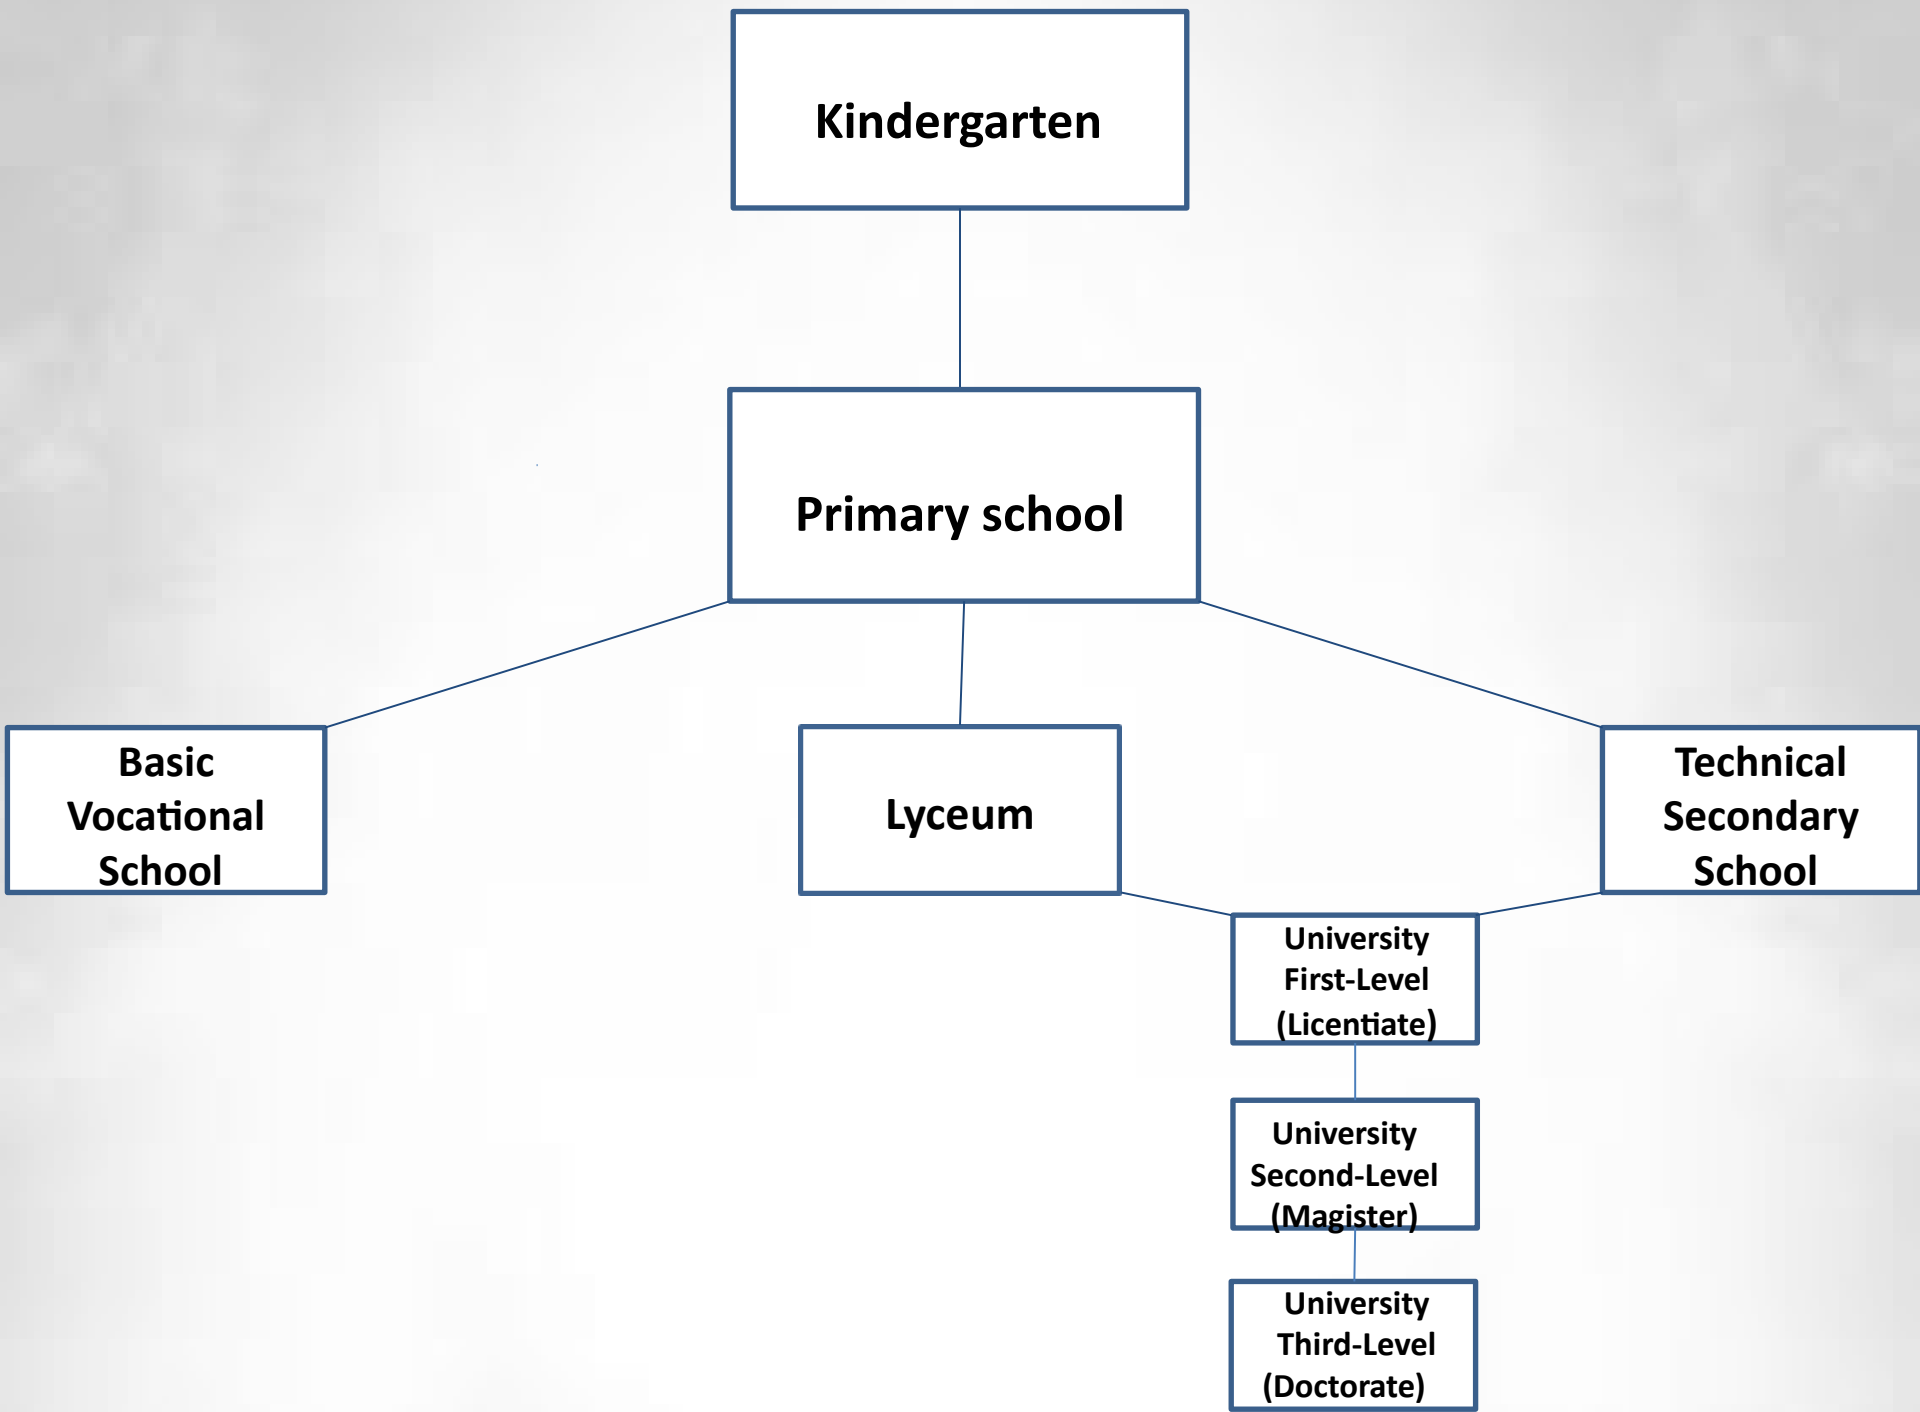 Kindergarten
Primary school
Basic
Vocational
School
Lyceum
Technical
Secondary
School
University
First-Level
(Licentiate)
University
Second-Level
(Magister)
University
Third-Level
(Doctorate)